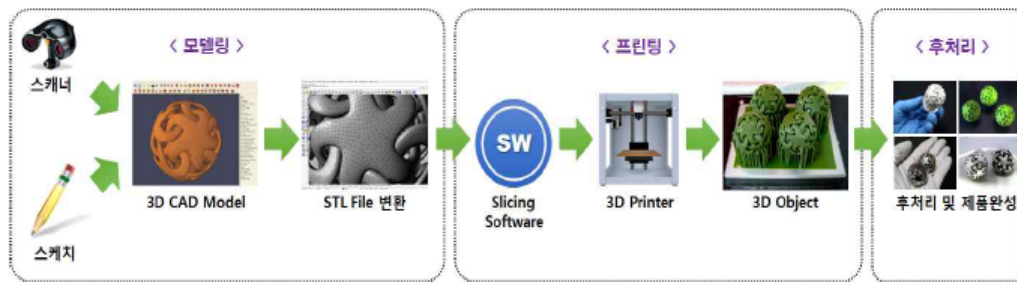 < 모델링 >
스캐너
스케치
3D CAD Model
STL File 변환
< 프린팅 >
SW
Slicing
Software
3D Printer
3D Object
< 후처리 >
후처리 및 제품완성